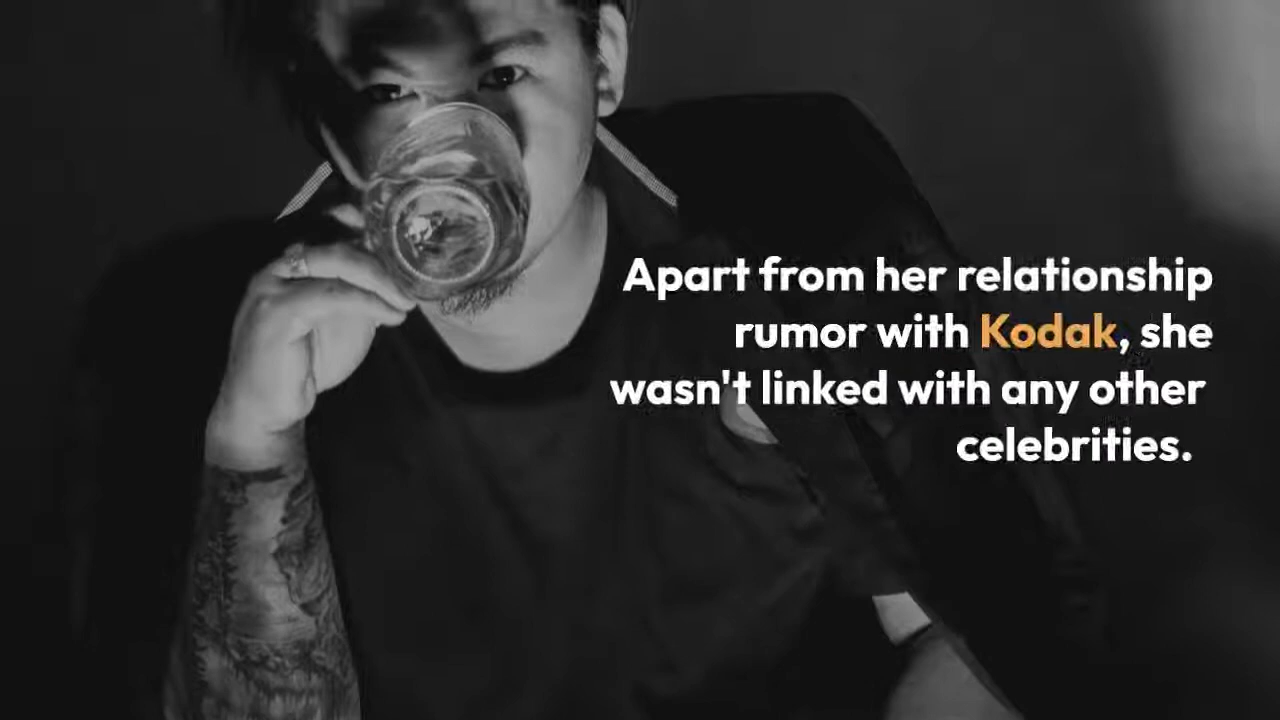 Apart from her relationship
rumor with Kodak, she
wasn't linked with any other
celebrities.